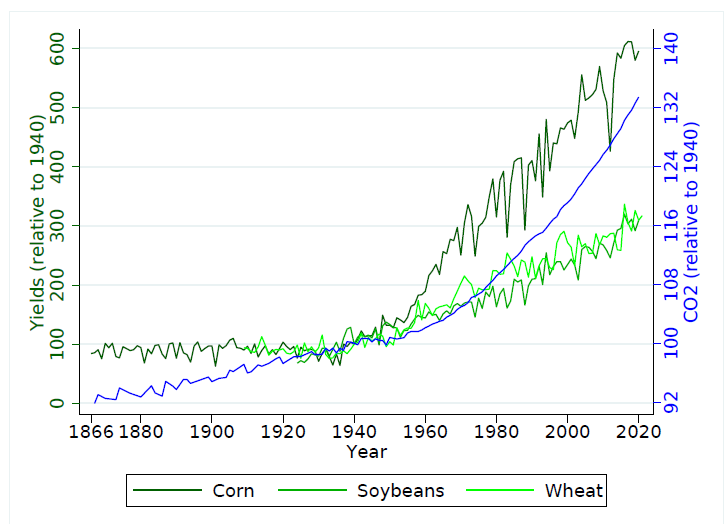 Yields (relative to 1940)
600
500
400
300
200
100
0
140
132
124
116
108
100
92
CO2 (relative to 1940)
1866 1880 1900 1920 1940 1960 1980 2000 2020
Year
Corn Soybeans Wheat